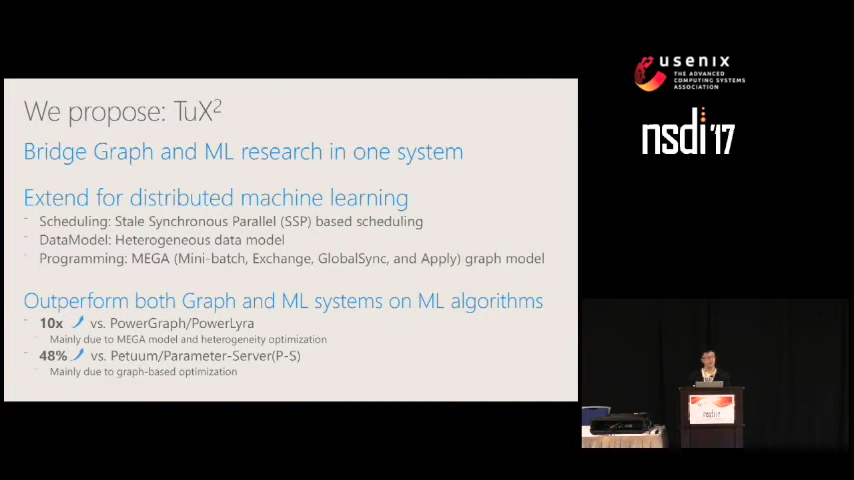 We propose: TuX²
Bridge Graph and ML research in one system
Extend for distributed machine learning
- Scheduling: Stale Synchronous Parallel (SSP) based scheduling
- DataModel: Heterogeneous data model
- Programming: MEGA (Mini-batch, Exchange, GlobalSync, and Apply) graph model
Outperform both Graph and ML systems on ML algorithms
- 10x vs. PowerGraph/PowerLyra
- Mainly due to MEGA model and heterogeneity optimization
- 48% vs. Petuum/Parameter-Server(P-S)
- Mainly due to graph-based optimization
usenix
THE ADVANCED
COMPUTING SYSTEMS
ASSOCIATION
nsdi '17
nsdi'17